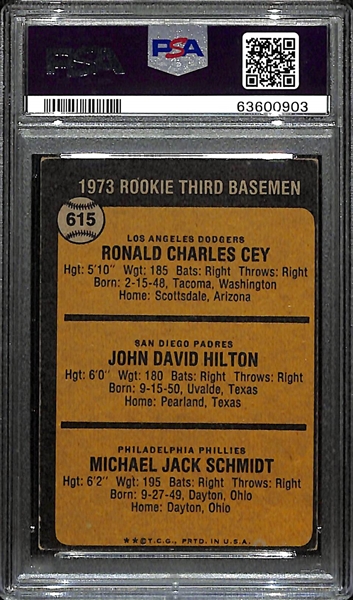 PSA
PSA
63600903
1973 ROOKIE THIRD BASEMEN
615
LOS ANGELES DODGERS
RONALD CHARLES CEY
Hgt: 5'10" Wgt: 185 Bats: Right Throws: Right
Born: 2-15-48, Tacoma, Washington
Home: Scottsdale, Arizona
SAN DIEGO PADRES
JOHN DAVID HILTON
Hgt: 6'0" Wgt: 180 Bats: Right Throws: Right
Born: 9-15-50, Uvalde, Texas
Home: Pearland, Texas
PHILADELPHIA PHILLIES
MICHAEL JACK SCHMIDT
Hgt: 6'2" Wgt: 195 Bats: Right Throws: Right
Born: 9-27-49, Dayton, Ohio
Home: Dayton, Ohio
★★©T.C.G. PRTD. IN U.S.A.